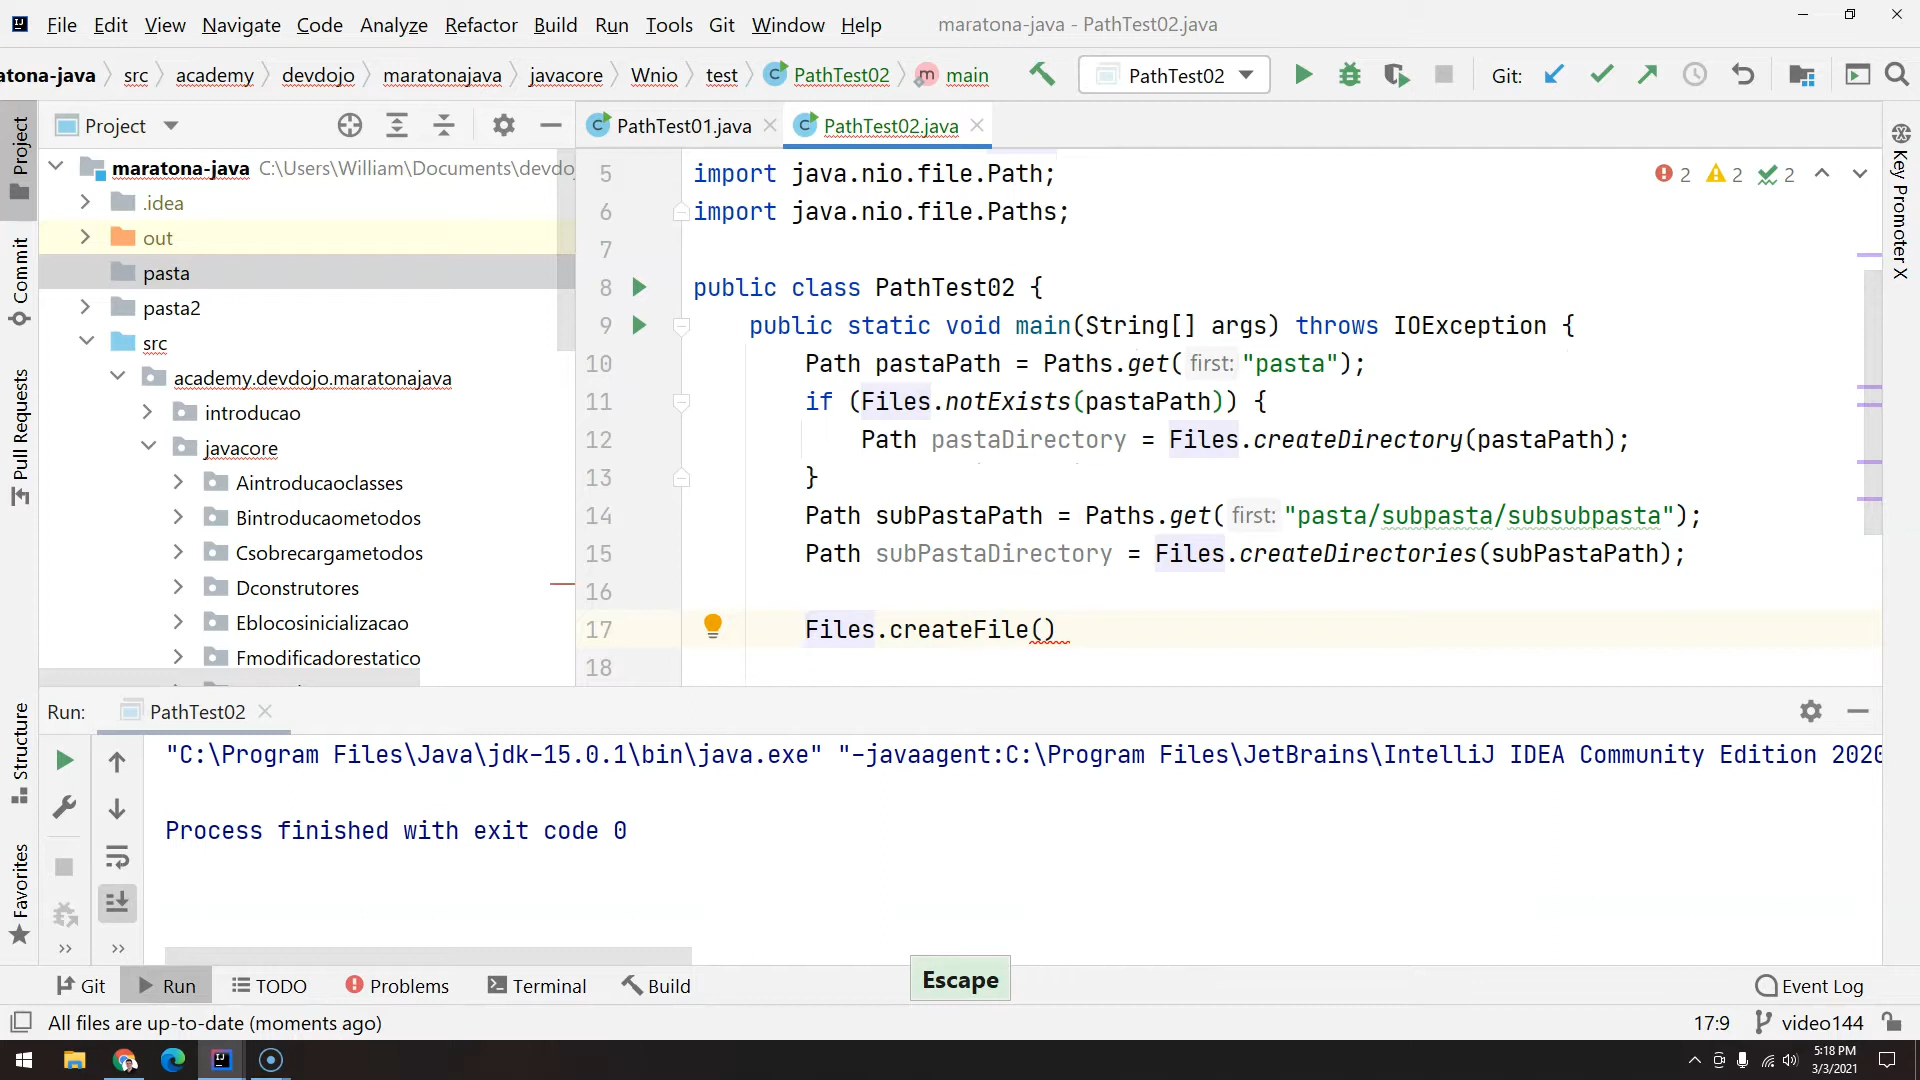 File Edit View Navigate Code Analyze Refactor Build Run Tools Git Window Help maratona-java - PathTest02.java
atona-java src academy devdojo maratonajava javacore Wnio test PathTest02 main PathTest02 Git:
Project PathTest01.java PathTest02.java
maratona-java C:\Users\William\Documents\devdo
.idea
out
pasta
pasta2
src
academy.devdojo.maratonajava
introducao
javacore
Aintroducaoclasses
Bintroducaometodos
Csobrecargametodos
Dconstrutores
Eblocosinicializacao
Fmodificadorestatico
5 import java.nio.file.Path;
6 import java.nio.file.Paths;
7
8 public class PathTest02 {
9 public static void main(String[] args) throws IOException {
10 Path pastaPath = Paths.get( first: "pasta");
11 if (Files.notExists(pastaPath)) {
12 Path pastaDirectory = Files.createDirectory(pastaPath);
13 }
14 Path subPastaPath = Paths.get( first: "pasta/subpasta/subsubpasta");
15 Path subPastaDirectory = Files.createDirectories(subPastaPath);
16
17 Files.createFile()
18
2 2 2
Project
Commit
Pull Requests
Structure
Favorites
Key Promoter X
Run: PathTest02
"C:\Program Files\Java\jdk-15.0.1\bin\java.exe" "-javaagent:C:\Program Files\JetBrains\IntelliJ IDEA Community Edition 2020
Process finished with exit code 0
Escape
Git Run TODO Problems Terminal Build Event Log
All files are up-to-date (moments ago) 17:9 video144
5:18 PM
3/3/2021